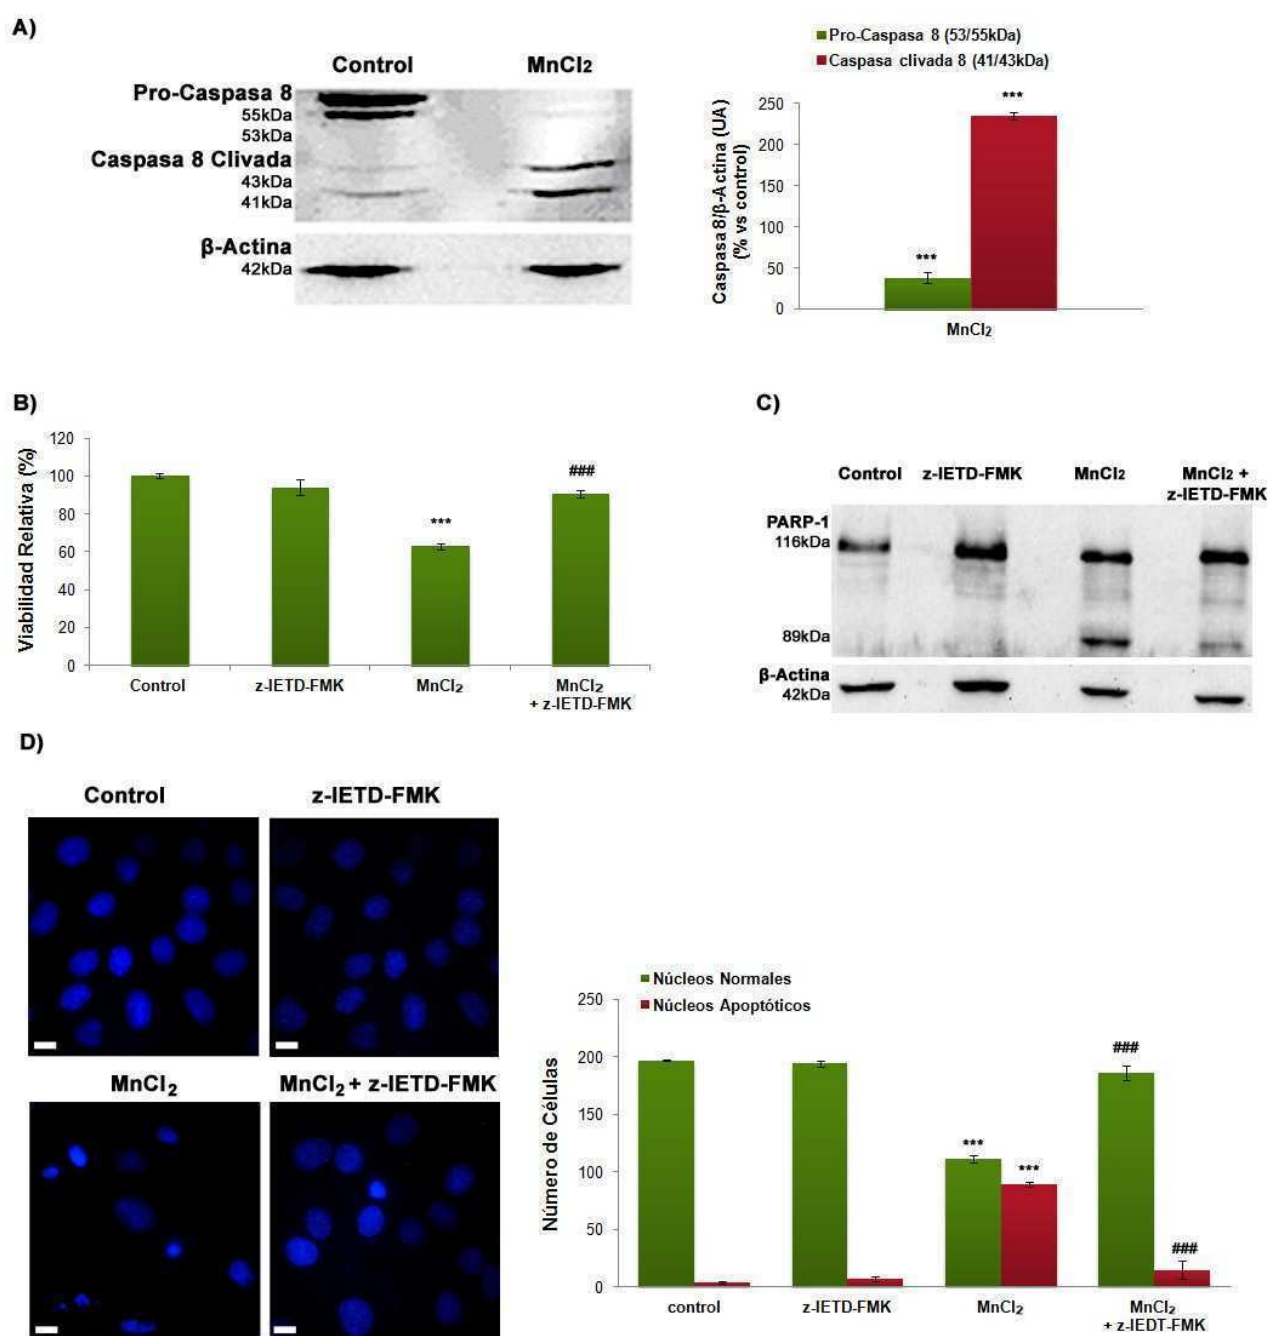 A)
Control MnCl₂
Pro-Caspasa 8
55kDa
53kDa
Caspasa 8 Clivada
43kDa
41kDa
β-Actina
42kDa
Pro-Caspasa 8 (53/55kDa)
Caspasa clivada 8 (41/43kDa)
Caspasa 8/β-Actina (UA)
(% vs control)
250
200
150
100
50
0
***
***
MnCl₂
B)
Viabilidad Relativa (%)
120
100
80
60
40
20
0
***
###
Control z-IETD-FMK MnCl₂ MnCl₂
+ z-IETD-FMK
C)
Control z-IETD-FMK MnCl₂ MnCl₂ +
z-IETD-FMK
PARP-1
116kDa
89kDa
β-Actina
42kDa
D)
Control z-IETD-FMK
MnCl₂ MnCl₂ + z-IETD-FMK
Núcleos Normales
Núcleos Apoptóticos
Número de Células
250
200
150
100
50
0
***
***
###
###
control z-IETD-FMK MnCl₂ MnCl₂
+ z-IEDT-FMK